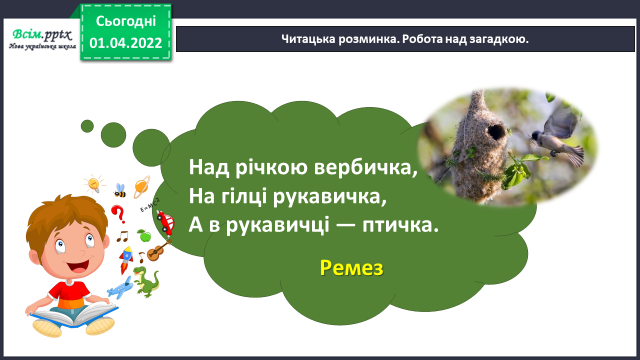 Всім.pptx
Нова українська школа
Сьогодні
01.04.2022
Читацька розминка. Робота над загадкою.
Над річкою вербичка,
На гілці рукавичка,
А в рукавичці — птичка.
Ремез
?
E=MC²